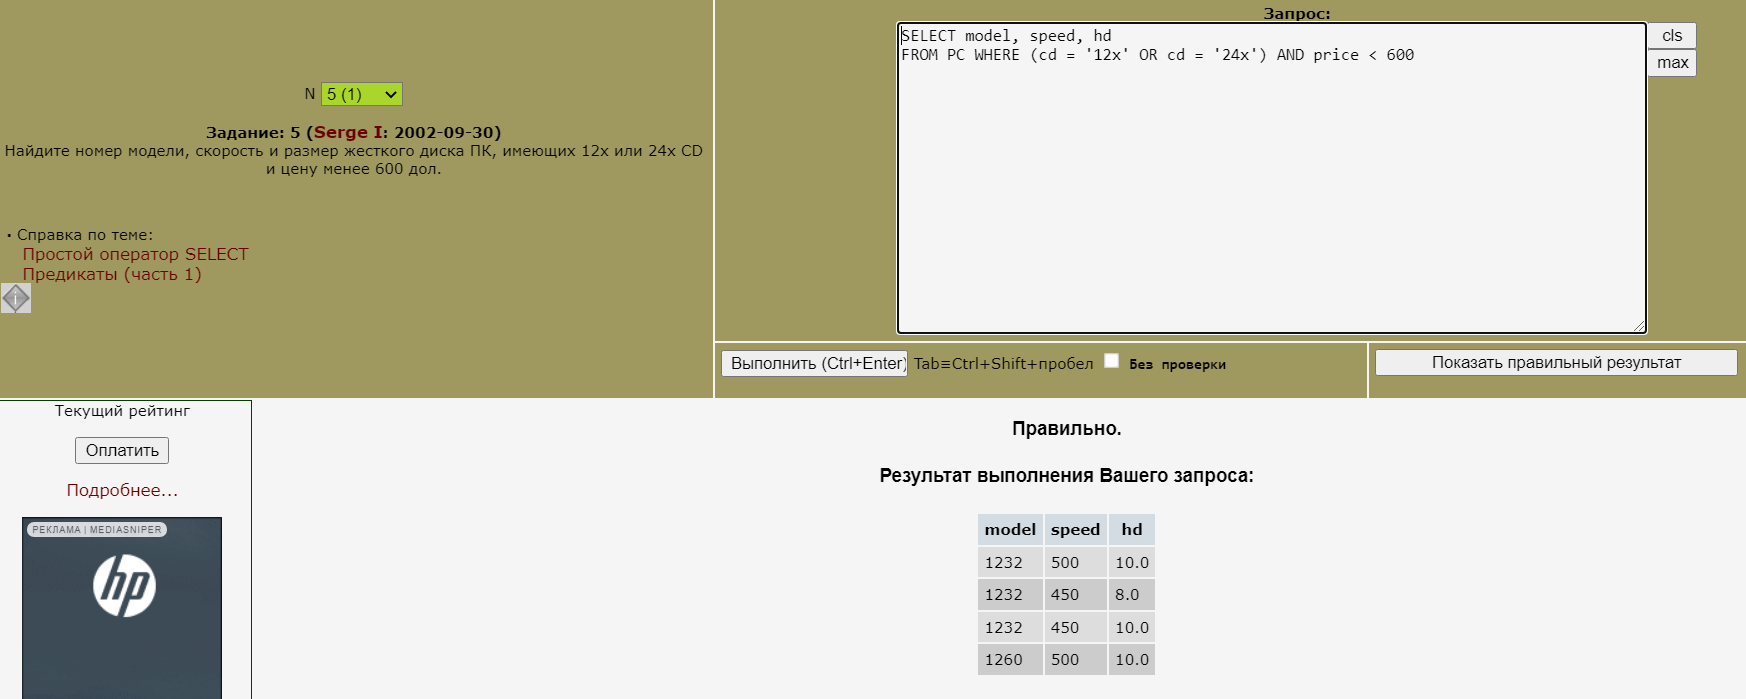 N 5 (1)
Задание: 5 (Serge I: 2002-09-30)
Найдите номер модели, скорость и размер жесткого диска ПК, имеющих 12x или 24x CD
и цену менее 600 дол.
• Справка по теме:
Простой оператор SELECT
Предикаты (часть 1)
i
Запрос:
SELECT model, speed, hd
FROM PC WHERE (cd = '12x' OR cd = '24x') AND price < 600
cls
max
Выполнить (Ctrl+Enter) Tab≡Ctrl+Shift+пробел Без проверки
Показать правильный результат
Текущий рейтинг
Оплатить
Подробнее...
РЕКЛАМА | MEDIASNIPER
hp
Правильно.
Результат выполнения Вашего запроса:
model speed hd
1232 500 10.0
1232 450 8.0
1232 450 10.0
1260 500 10.0